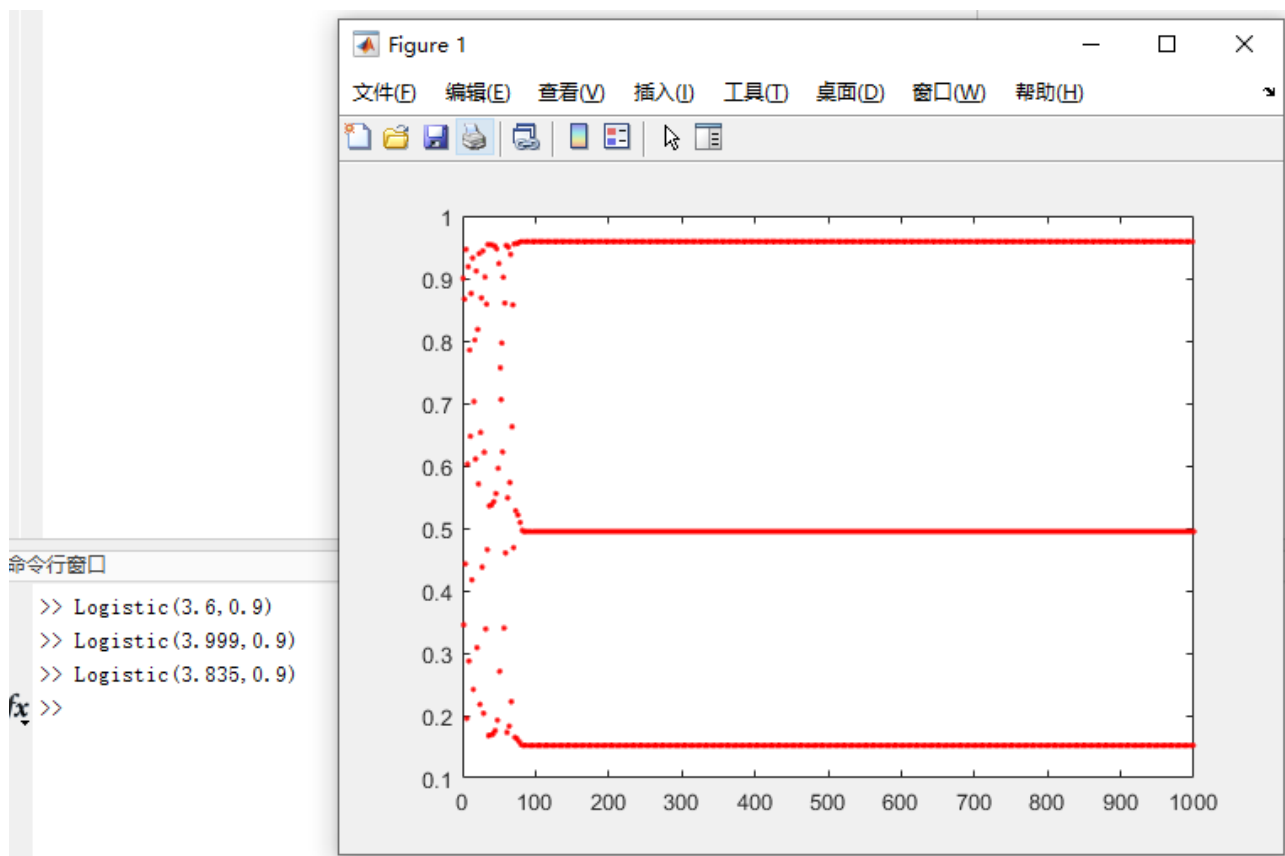 Figure 1
文件(F) 编辑(E) 查看(V) 插入(I) 工具(T) 桌面(D) 窗口(W) 帮助(H)
1
0.9
0.8
0.7
0.6
0.5
0.4
0.3
0.2
0.1
0 100 200 300 400 500 600 700 800 900 1000
命令行窗口
>> Logistic(3.6,0.9)
>> Logistic(3.999,0.9)
>> Logistic(3.835,0.9)
fx >>